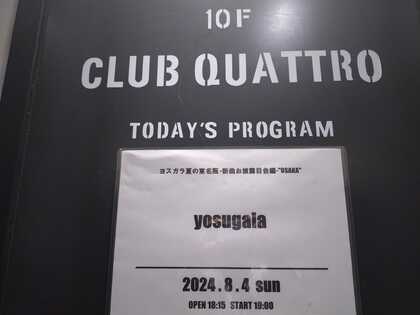 10F
CLUB QUATTRO
TODAY'S PROGRAM
ヨスガラ夏の東名阪-新曲お披露目会編-"OSAKA"
yosugala
2024.8.4 sun
OPEN 18:15 START 19:00